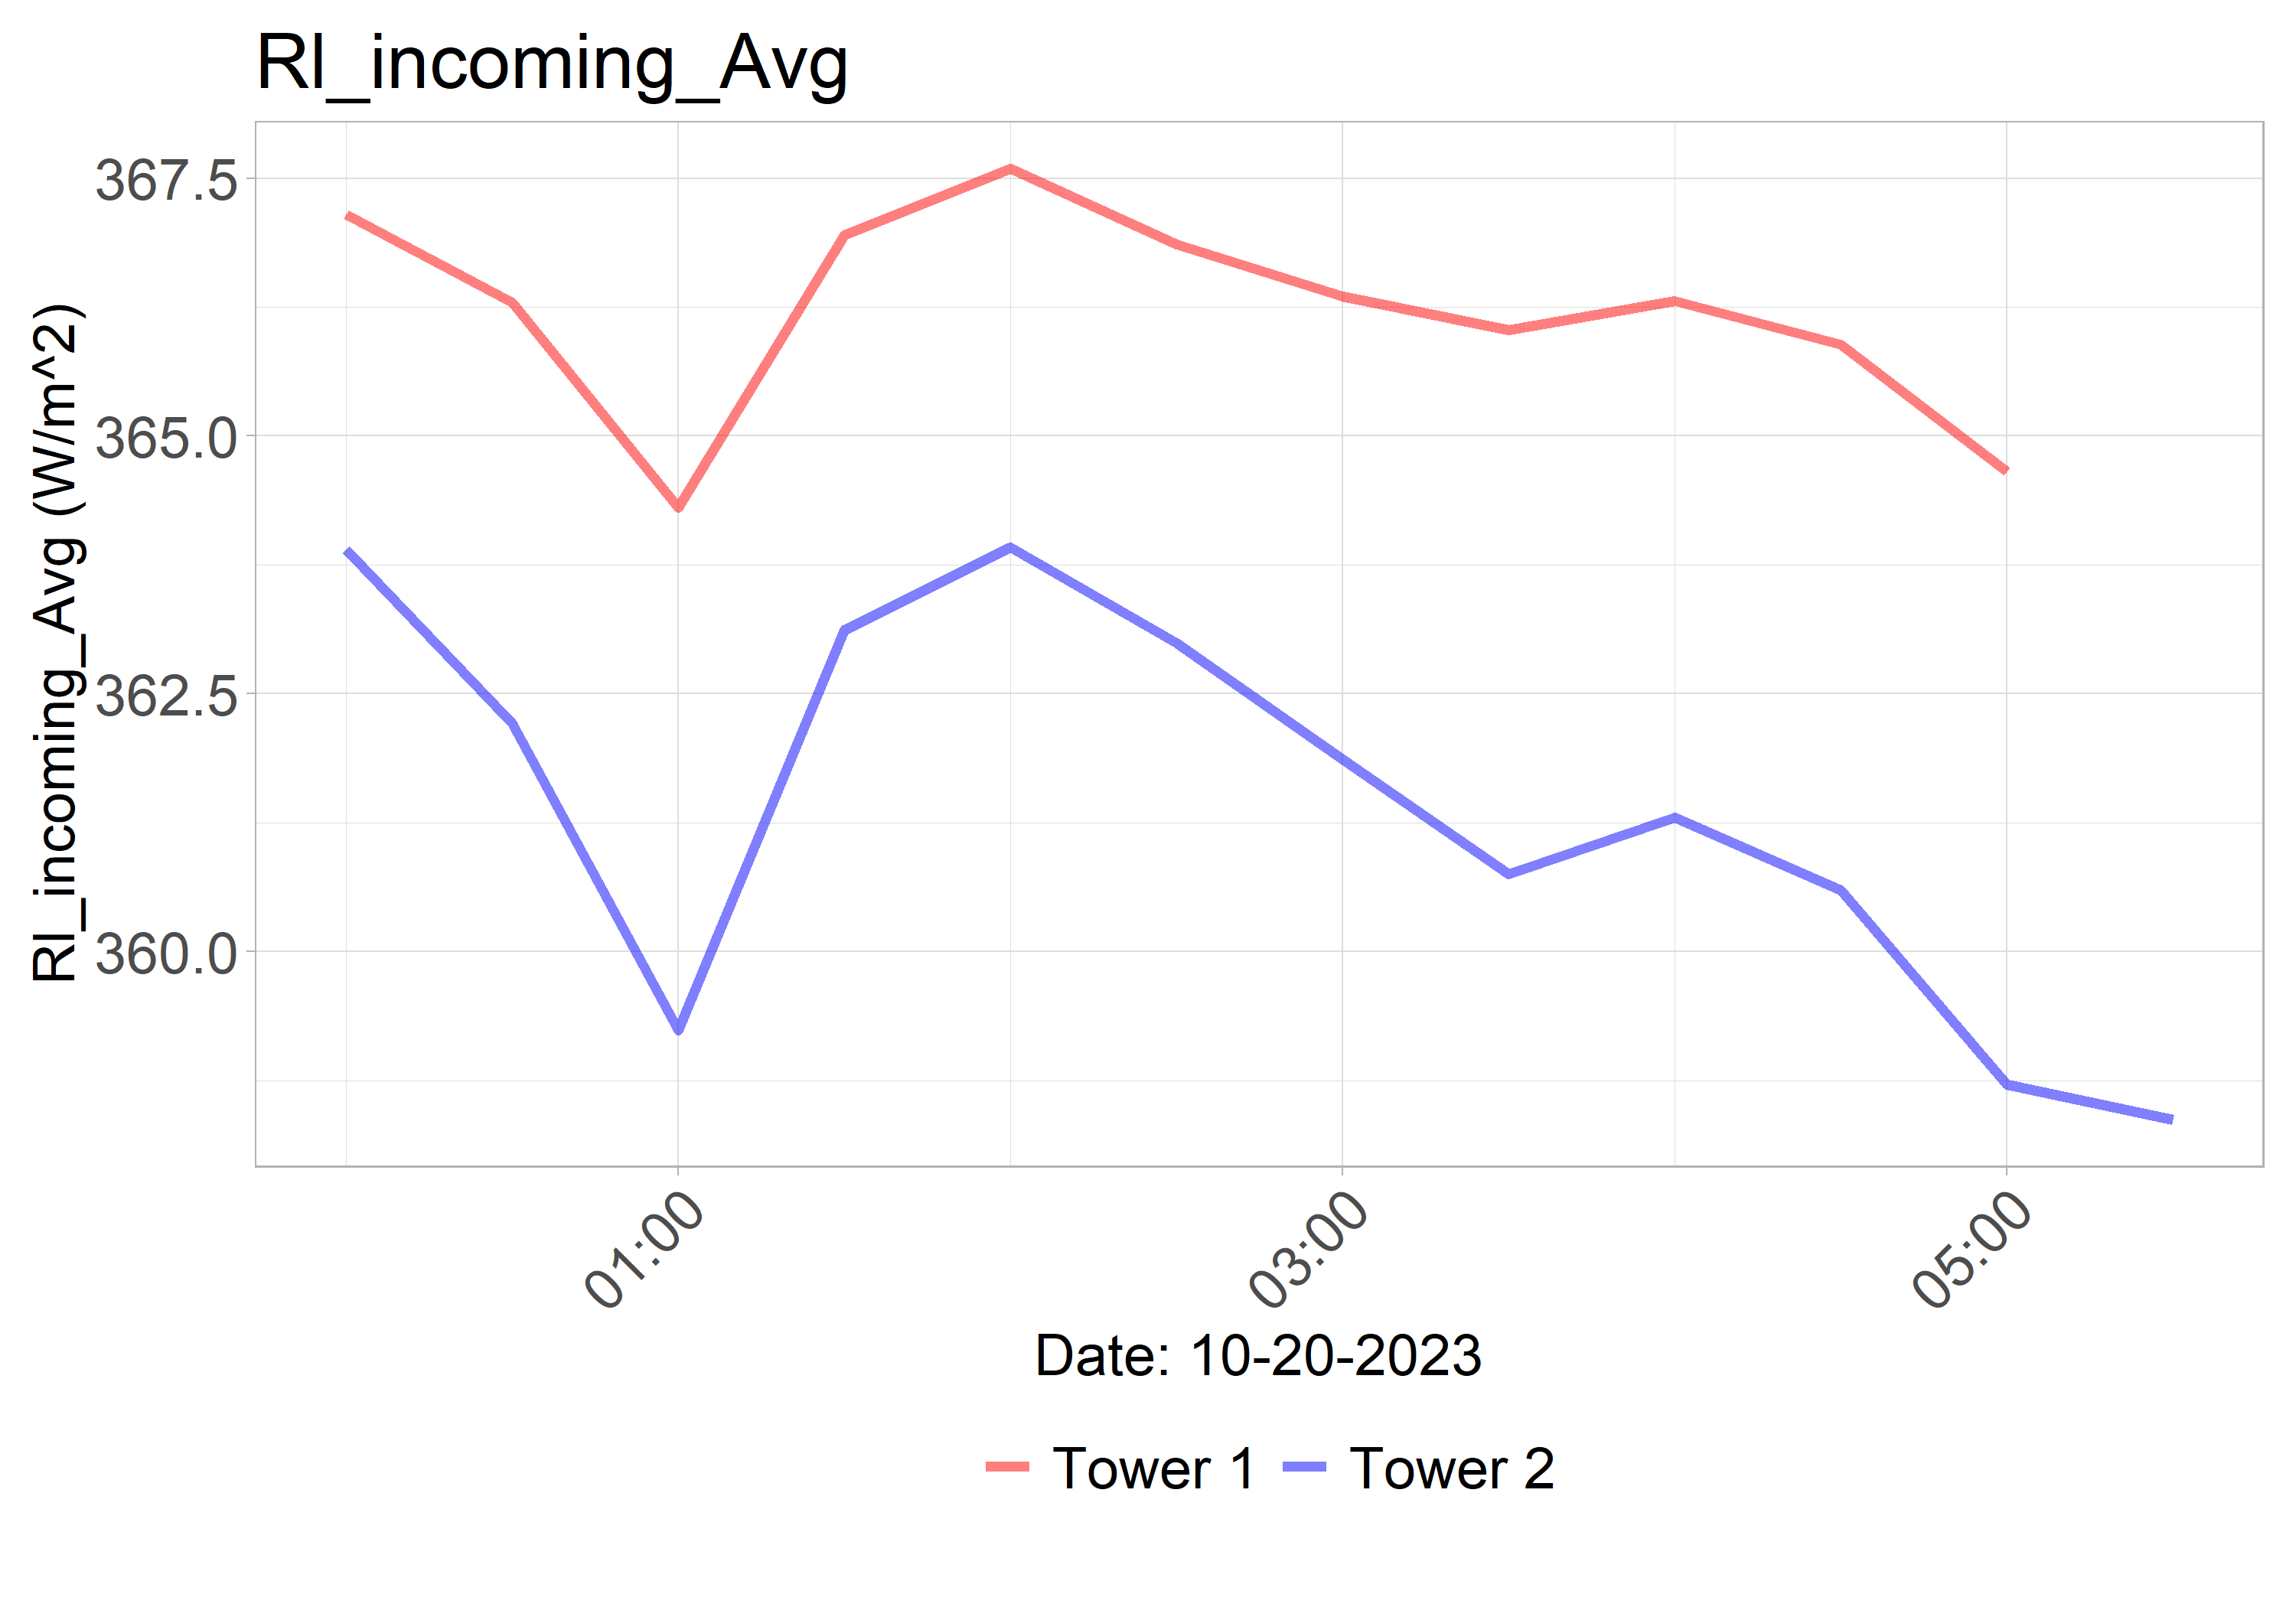 Rl_incoming_Avg
Rl_incoming_Avg (W/m^2)
367.5
365.0
362.5
360.0
01:00
03:00
05:00
Date: 10-20-2023
Tower 1
Tower 2